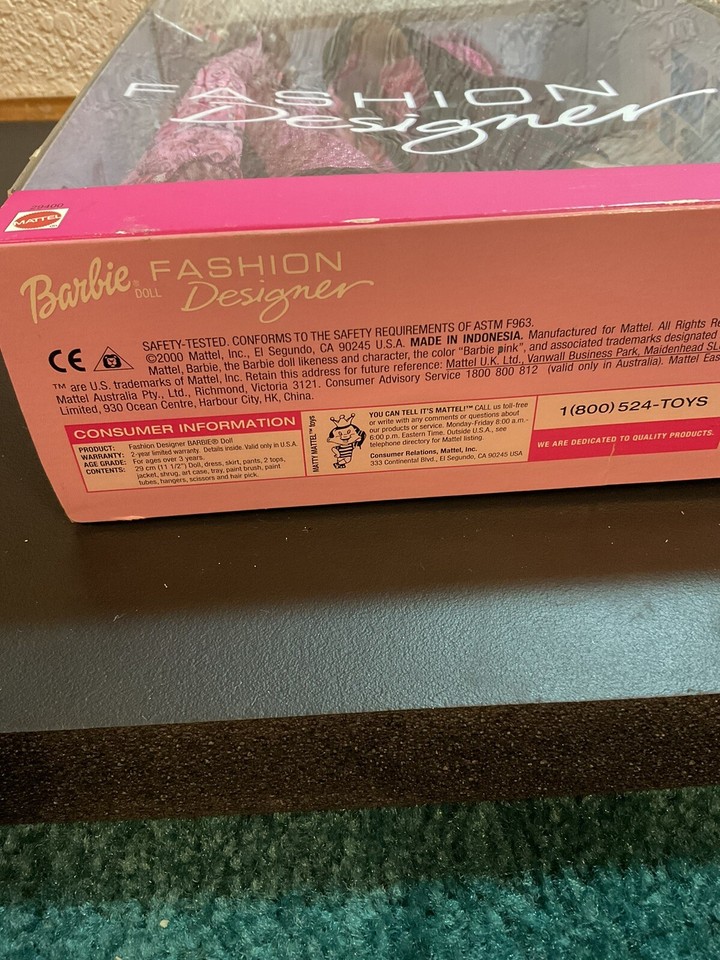 FASHION
Designer
29400
MATTEL
Barbie® DOLL FASHION
Designer
CE SAFETY-TESTED. CONFORMS TO THE SAFETY REQUIREMENTS OF ASTM F963.
©2000 Mattel, Inc., El Segundo, CA 90245 U.S.A. MADE IN INDONESIA. Manufactured for Mattel. All Rights
Mattel, Barbie, the Barbie doll likeness and character, the color "Barbie pink", and associated trademarks designated
™ are U.S. trademarks of Mattel, Inc. Retain this address for future reference: Mattel U.K. Ltd., Vanwall Business Park, Maidenhead
Mattel Australia Pty., Ltd., Richmond, Victoria 3121. Consumer Advisory Service 1800 800 812 (valid only in Australia). Mattel
Limited, 930 Ocean Centre, Harbour City, HK, China.
CONSUMER INFORMATION
PRODUCT: Fashion Designer BARBIE® Doll
WARRANTY: 2-year limited warranty. Details inside. Valid only in U.S.A.
AGE GRADE: For ages over 3 years.
CONTENTS: 29 cm (11 1/2") Doll, dress, skirt, pants, 2 tops,
jacket, shrug, art case, tray, paint brush, paint
tubes, hangers, scissors and hair pick.
MATTY MATTEL™ toys
YOU CAN TELL IT'S MATTEL!™ CALL us toll-free
or write with any comments or questions about
our products or service. Monday-Friday 8:00 a.m.-
6:00 p.m. Eastern Time. Outside U.S.A., see
telephone directory for Mattel listing.
Consumer Relations, Mattel, Inc.
333 Continental Blvd., El Segundo, CA 90245 USA
1(800) 524-TOYS
WE ARE DEDICATED TO QUALITY PRODUCTS.